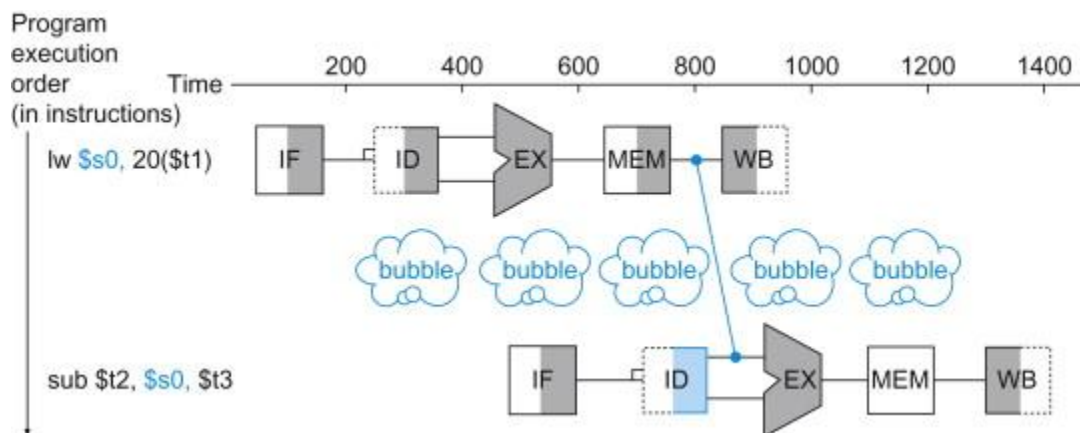 Program
execution
order
(in instructions)
Time
200 400 600 800 1000 1200 1400
lw $s0, 20($t1)
IF ID EX MEM WB
bubble bubble bubble bubble bubble
sub $t2, $s0, $t3
IF ID EX MEM WB